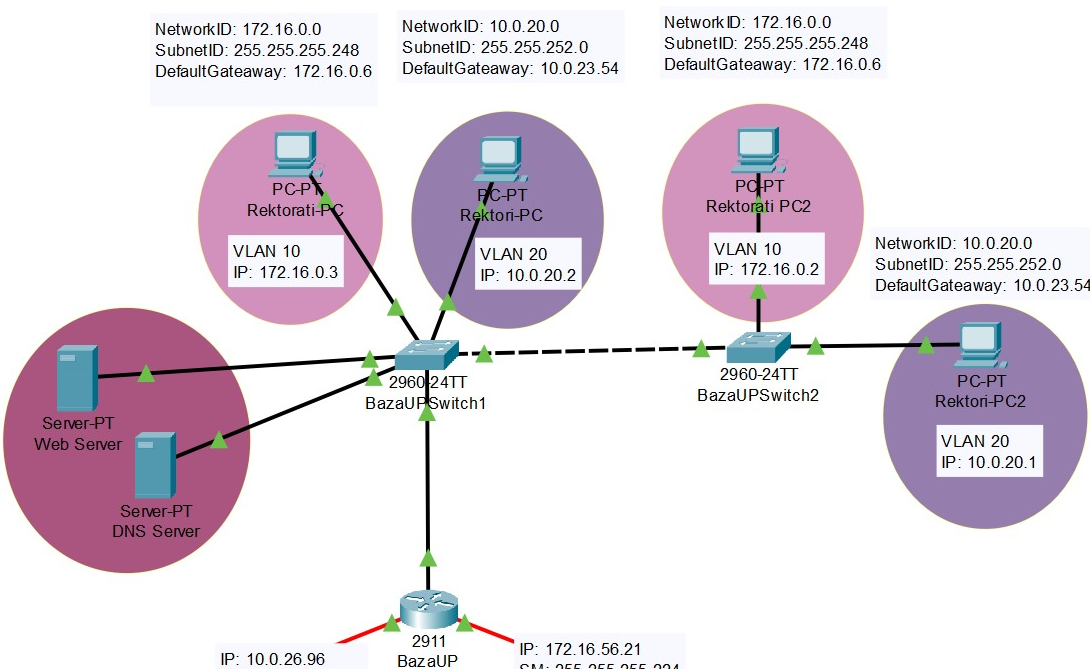 NetworkID: 172.16.0.0
SubnetID: 255.255.255.248
DefaultGateaway: 172.16.0.6
NetworkID: 10.0.20.0
SubnetID: 255.255.252.0
DefaultGateaway: 10.0.23.54
NetworkID: 172.16.0.0
SubnetID: 255.255.255.248
DefaultGateaway: 172.16.0.6
PC-PT
Rektorati-PC
VLAN 10
IP: 172.16.0.3
PC-PT
Rektori-PC
VLAN 20
IP: 10.0.20.2
PC-PT
Rektorati PC2
VLAN 10
IP: 172.16.0.2
NetworkID: 10.0.20.0
SubnetID: 255.255.252.0
DefaultGateaway: 10.0.23.54
PC-PT
Rektori-PC2
VLAN 20
IP: 10.0.20.1
2960-24TT
BazaUPSwitch1
2960-24TT
BazaUPSwitch2
Server-PT
Web Server
Server-PT
DNS Server
2911
BazaUP
IP: 10.0.26.96
IP: 172.16.56.21
SM: 255.255.255.224